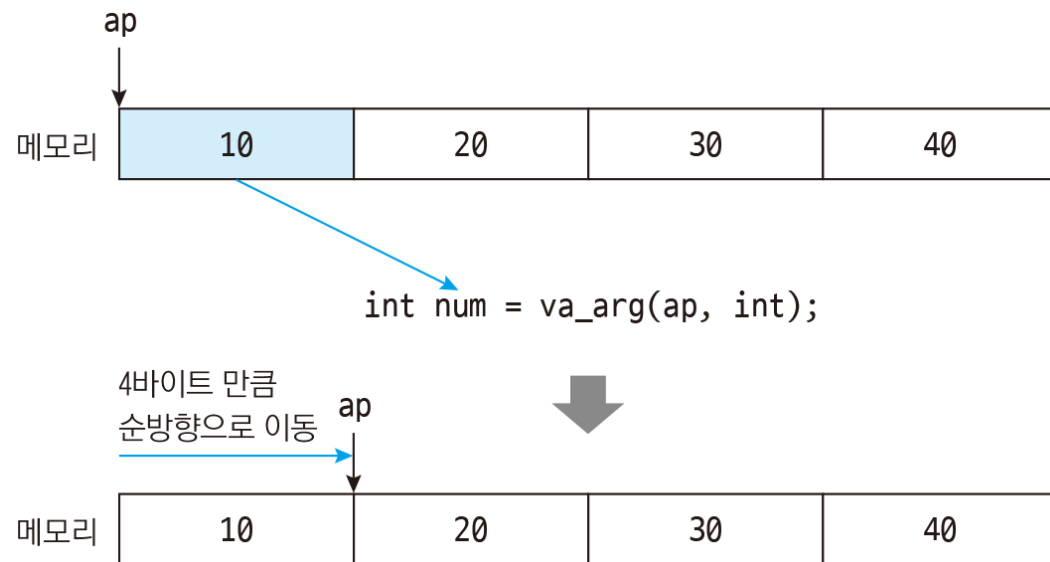 ap
메모리 10 20 30 40
int num = va_arg(ap, int);
4바이트 만큼
순방향으로 이동
ap
메모리 10 20 30 40